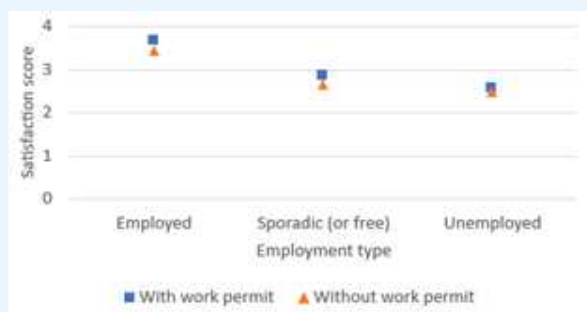 4
3
2
1
0
Satisfaction score
Employed
Sporadic (or free)
Unemployed
Employment type
With work permit
Without work permit